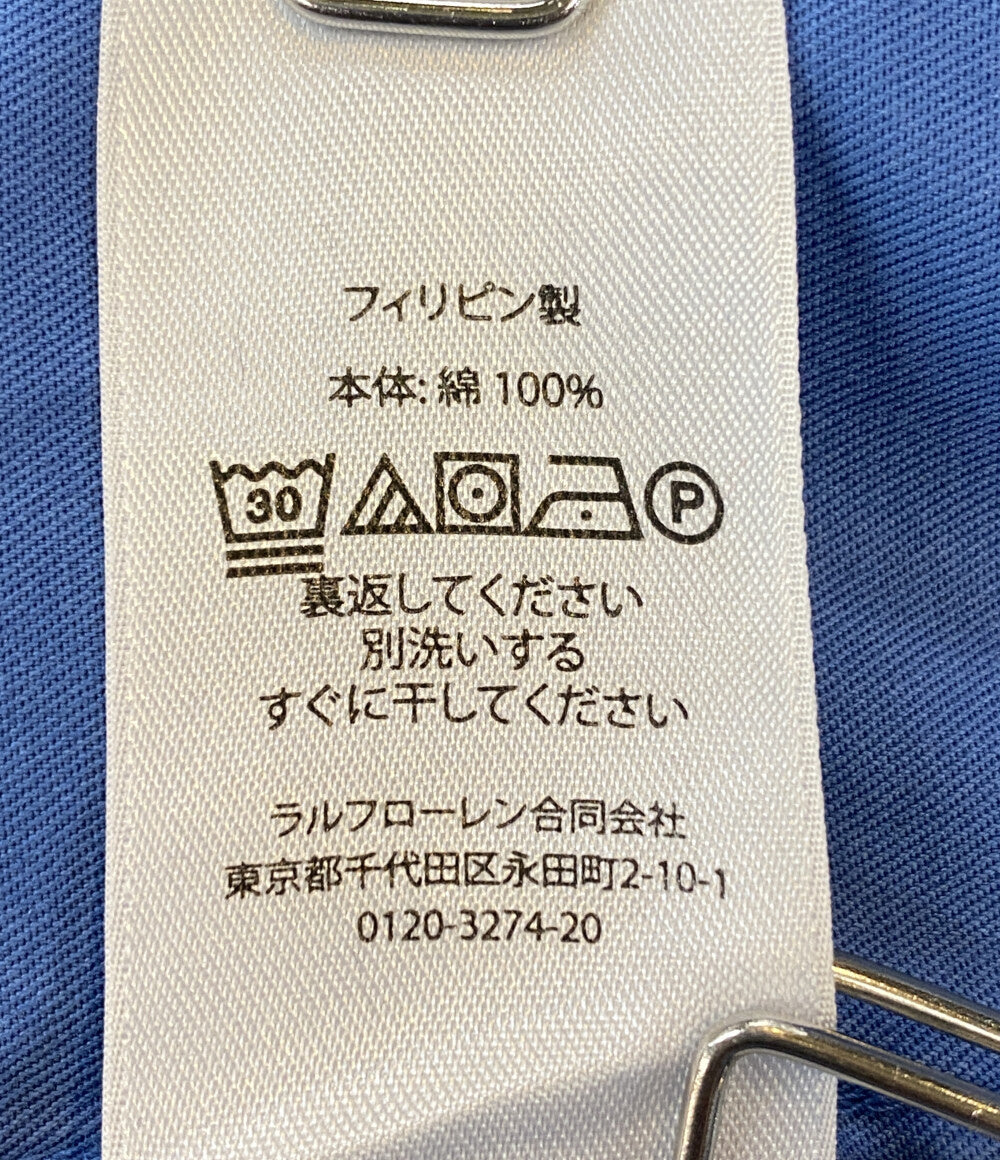 フィリピン製
本体: 綿 100%
30 P
裏返してください
別洗いする
すぐに干してください
ラルフローレン合同会社
東京都千代田区永田町2-10-1
0120-3274-20